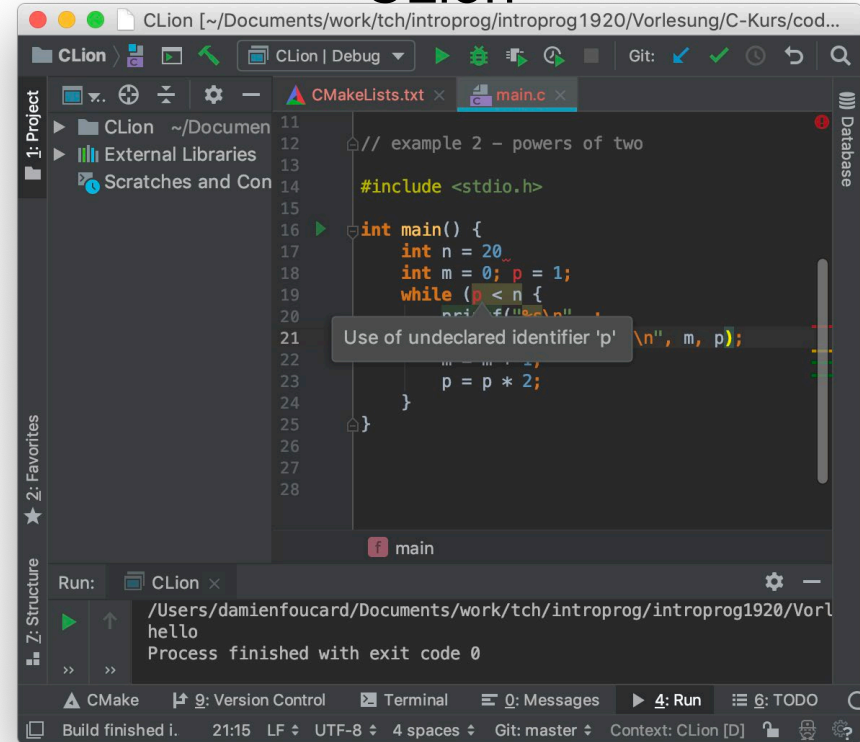 CLion
CLion [~/Documents/work/tch/introprog/introprog1920/Vorlesung/C-Kurs/cod...
CLion
CLion | Debug
Git:
1: Project
CMakeLists.txt
main.c
CLion ~/Documen
External Libraries
Scratches and Con
Database
11
12 // example 2 – powers of two
13
14 #include <stdio.h>
15
16 int main() {
17 int n = 20
18 int m = 0; p = 1;
19 while (p < n {
20
Use of undeclared identifier 'p'
21 \n", m, p);
22
23 p = p * 2;
24 }
25 }
26
27
28
f main
2: Favorites
7: Structure
Run: CLion
/Users/damienfoucard/Documents/work/tch/introprog/introprog1920/Vorl
hello
Process finished with exit code 0
CMake 9: Version Control Terminal 0: Messages 4: Run 6: TODO
Build finished i. 21:15 LF UTF-8 4 spaces Git: master Context: CLion [D]